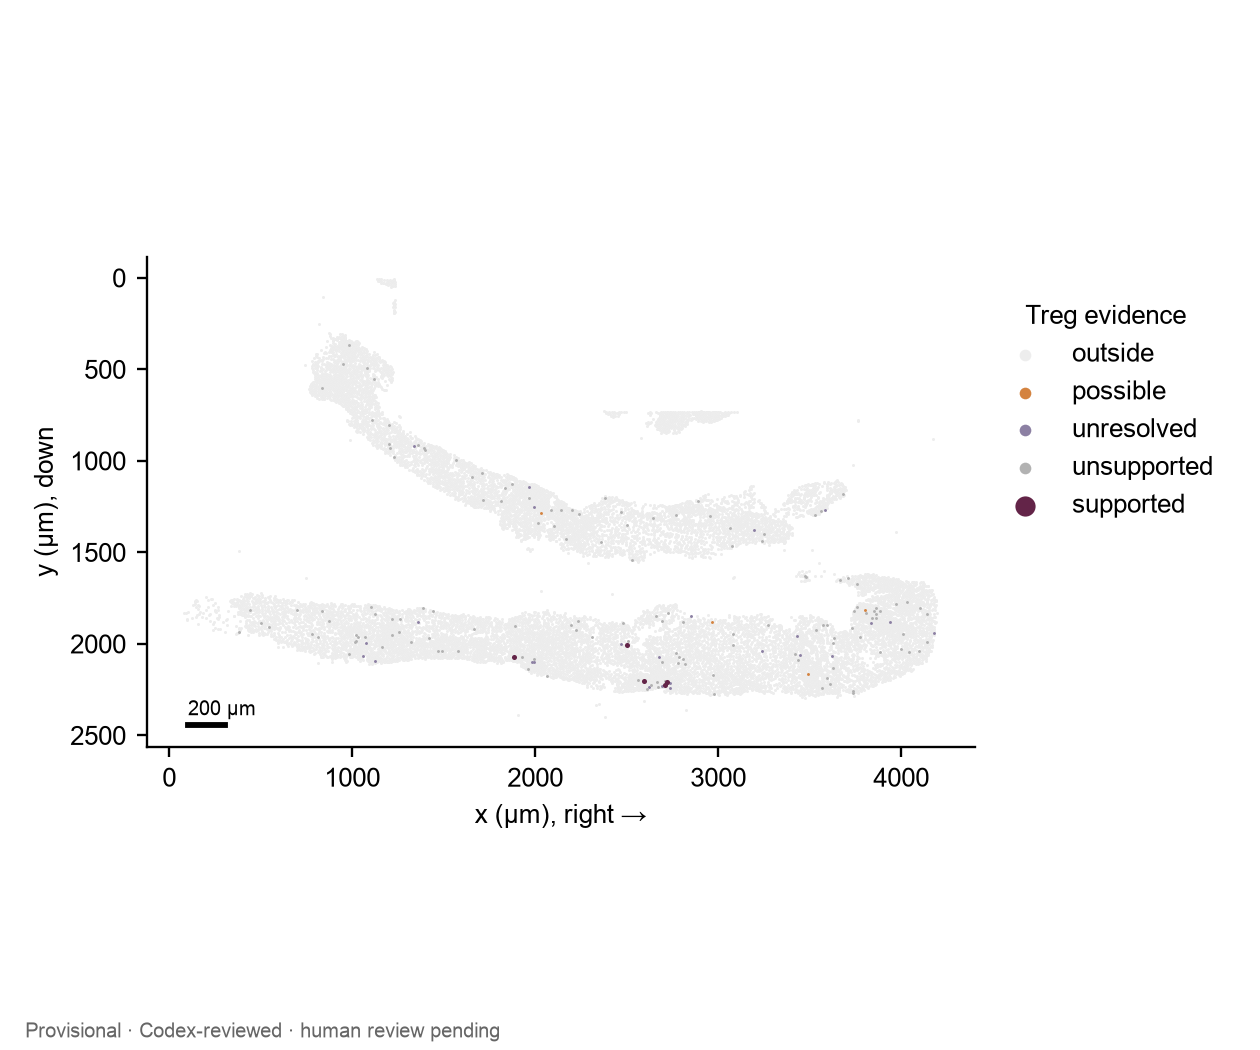 0
500
1000
1500
2000
2500
y (µm), down
200 µm
0
1000
2000
3000
4000
x (µm), right →
Treg evidence
outside
possible
unresolved
unsupported
supported
Provisional · Codex-reviewed · human review pending